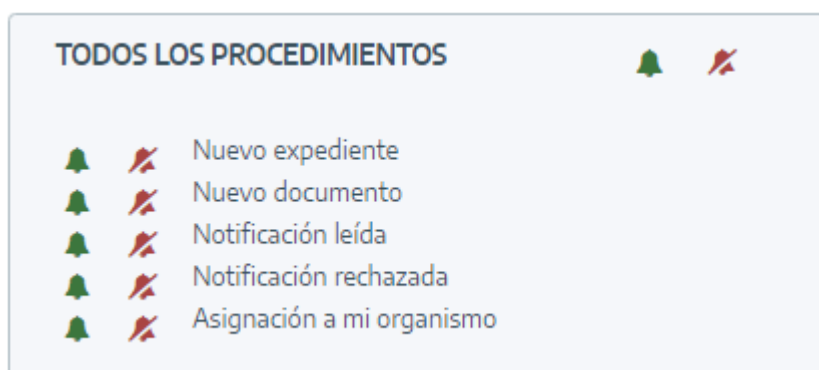 TODOS LOS PROCEDIMIENTOS
Nuevo expediente
Nuevo documento
Notificación leída
Notificación rechazada
Asignación a mi organismo